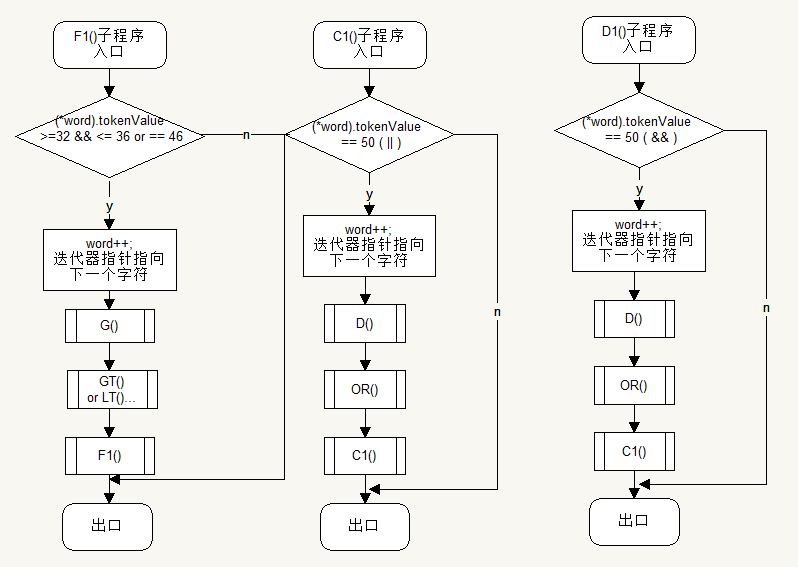 F1()子程序
入口
(*word).tokenValue
>=32 && <= 36 or == 46
n
y
word++;
迭代器指针指向
下一个字符
G()
GT()
or LT()...
F1()
出口
C1()子程序
入口
(*word).tokenValue
== 50 ( || )
y
n
word++;
迭代器指针指向
下一个字符
D()
OR()
C1()
出口
D1()子程序
入口
(*word).tokenValue
== 50 ( && )
y
n
word++;
迭代器指针指向
下一个字符
D()
OR()
C1()
出口